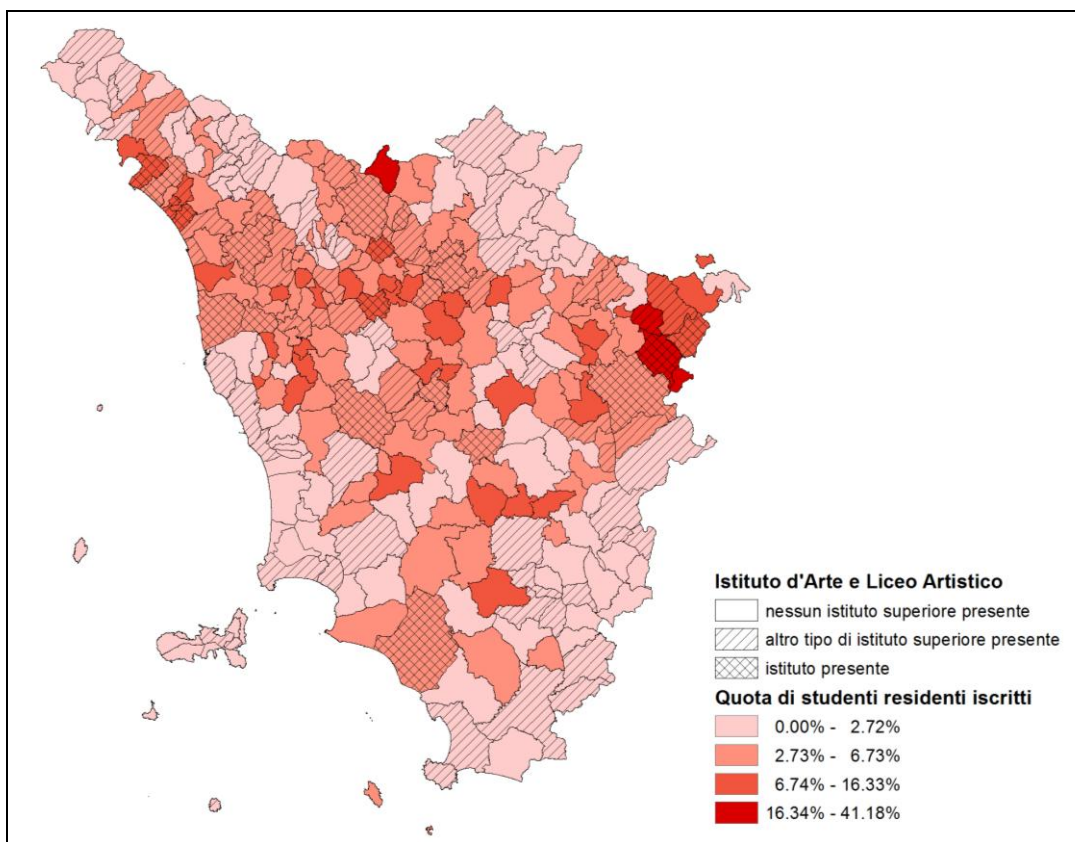 Istituto d'Arte e Liceo Artistico
nessun istituto superiore presente
altro tipo di istituto superiore presente
istituto presente
Quota di studenti residenti iscritti
0.00% - 2.72%
2.73% - 6.73%
6.74% - 16.33%
16.34% - 41.18%